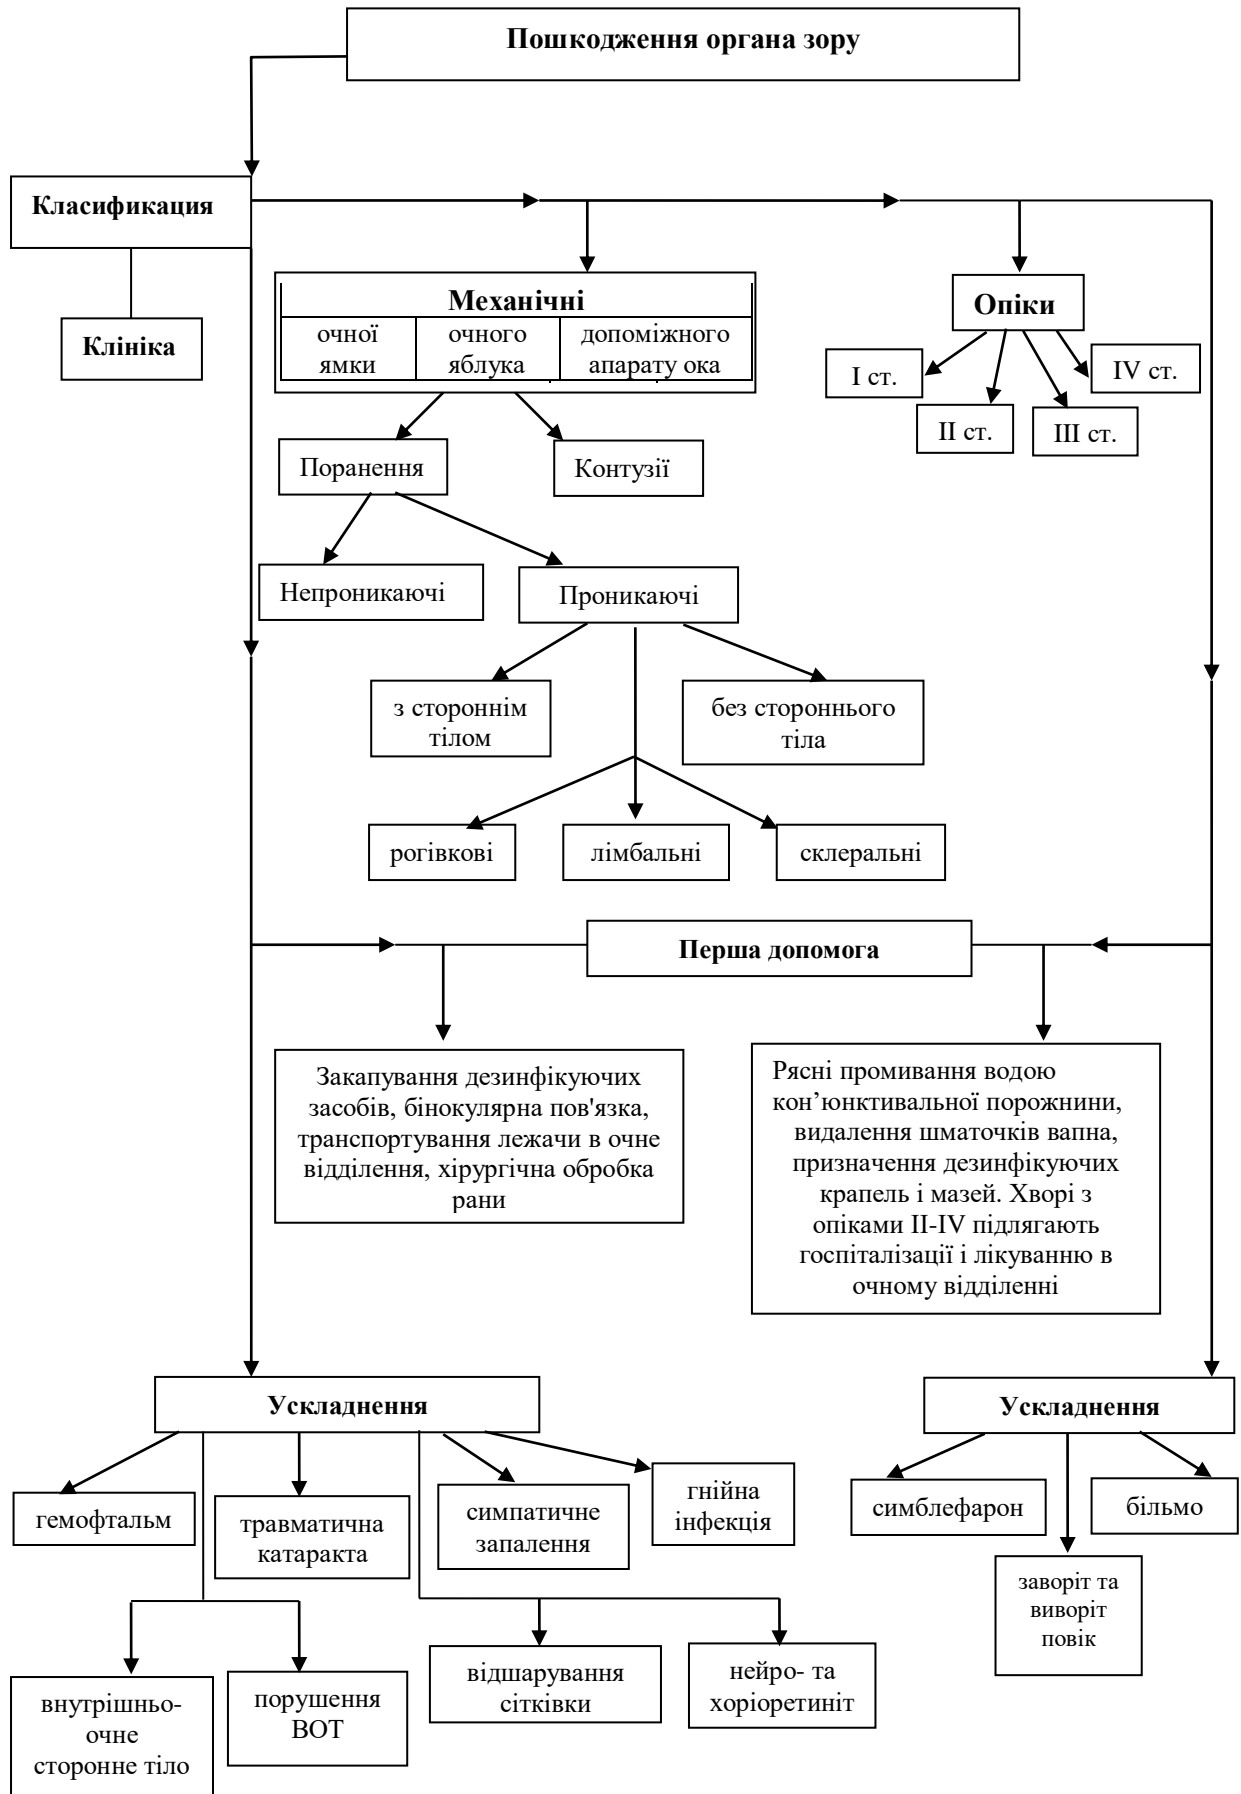 Пошкодження органа зору
Класификация
Клініка
Механічні
очної
ямки
очного
яблука
допоміжного
апарату ока
Опіки
I ст.
II ст.
III ст.
IV ст.
Поранення
Контузії
Непроникаючі
Проникаючі
з стороннім
тілом
без стороннього
тіла
рогівкові
лімбальні
склеральні
Перша допомога
Закапування дезинфікуючих
засобів, бінокулярна пов'язка,
транспортування лежачи в очне
відділення, хірургічна обробка
рани
Рясні промивання водою
кон’юнктивальної порожнини,
видалення шматочків вапна,
призначення дезинфікуючих
крапель і мазей. Хворі з
опіками II-IV підлягають
госпіталізації і лікуванню в
очному відділенні
Ускладнення
гемофтальм
травматична
катаракта
симпатичне
запалення
гнійна
інфекція
внутрішньо-
очне
сторонне тіло
порушення
ВОТ
відшарування
сітківки
нейро- та
хоріоретиніт
Ускладнення
симблефарон
більмо
заворіт та
виворіт
повік